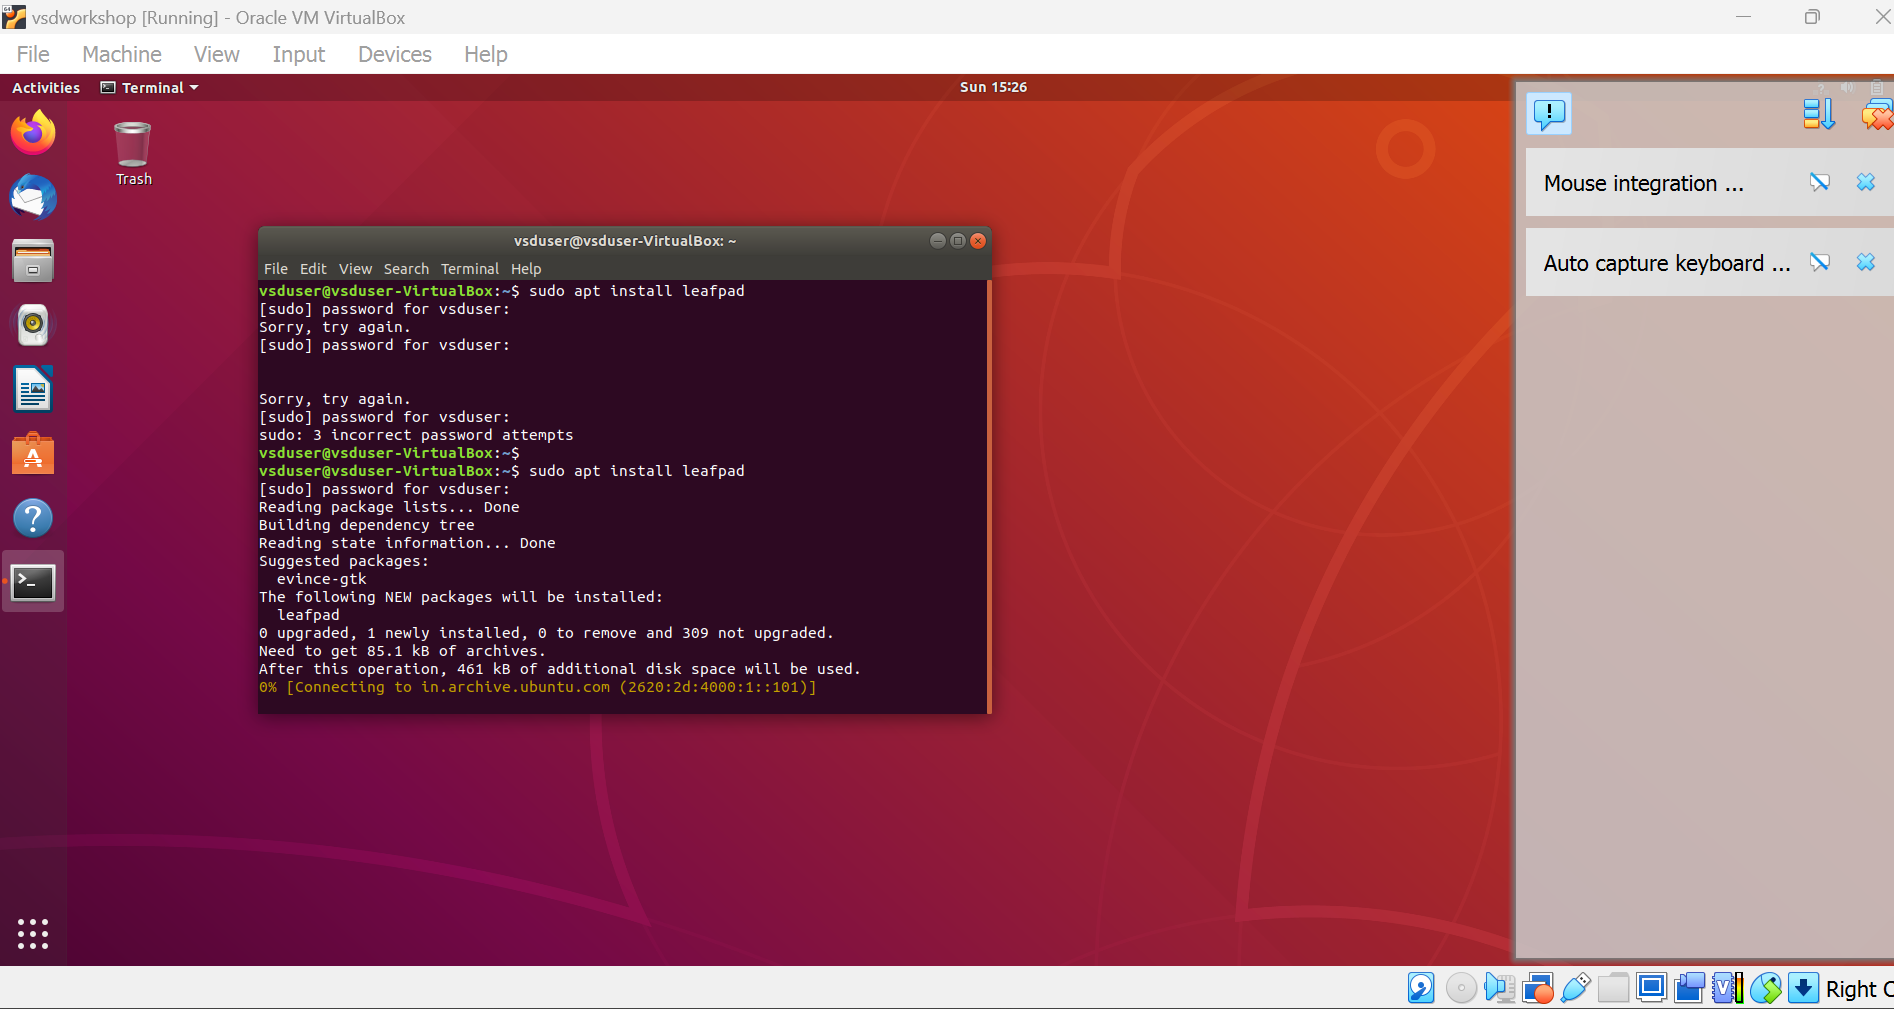 vsdworkshop [Running] - Oracle VM VirtualBox
File Machine View Input Devices Help
Activities Terminal Sun 15:26
Trash
Mouse integration ...
Auto capture keyboard ...
vsduser@vsduser-VirtualBox: ~
File Edit View Search Terminal Help
vsduser@vsduser-VirtualBox:~$ sudo apt install leafpad
[sudo] password for vsduser:
Sorry, try again.
[sudo] password for vsduser:
Sorry, try again.
[sudo] password for vsduser:
sudo: 3 incorrect password attempts
vsduser@vsduser-VirtualBox:~$
vsduser@vsduser-VirtualBox:~$ sudo apt install leafpad
[sudo] password for vsduser:
Reading package lists... Done
Building dependency tree
Reading state information... Done
Suggested packages:
evince-gtk
The following NEW packages will be installed:
leafpad
0 upgraded, 1 newly installed, 0 to remove and 309 not upgraded.
Need to get 85.1 kB of archives.
After this operation, 461 kB of additional disk space will be used.
0% [Connecting to in.archive.ubuntu.com (2620:2d:4000:1::101)]
Right C